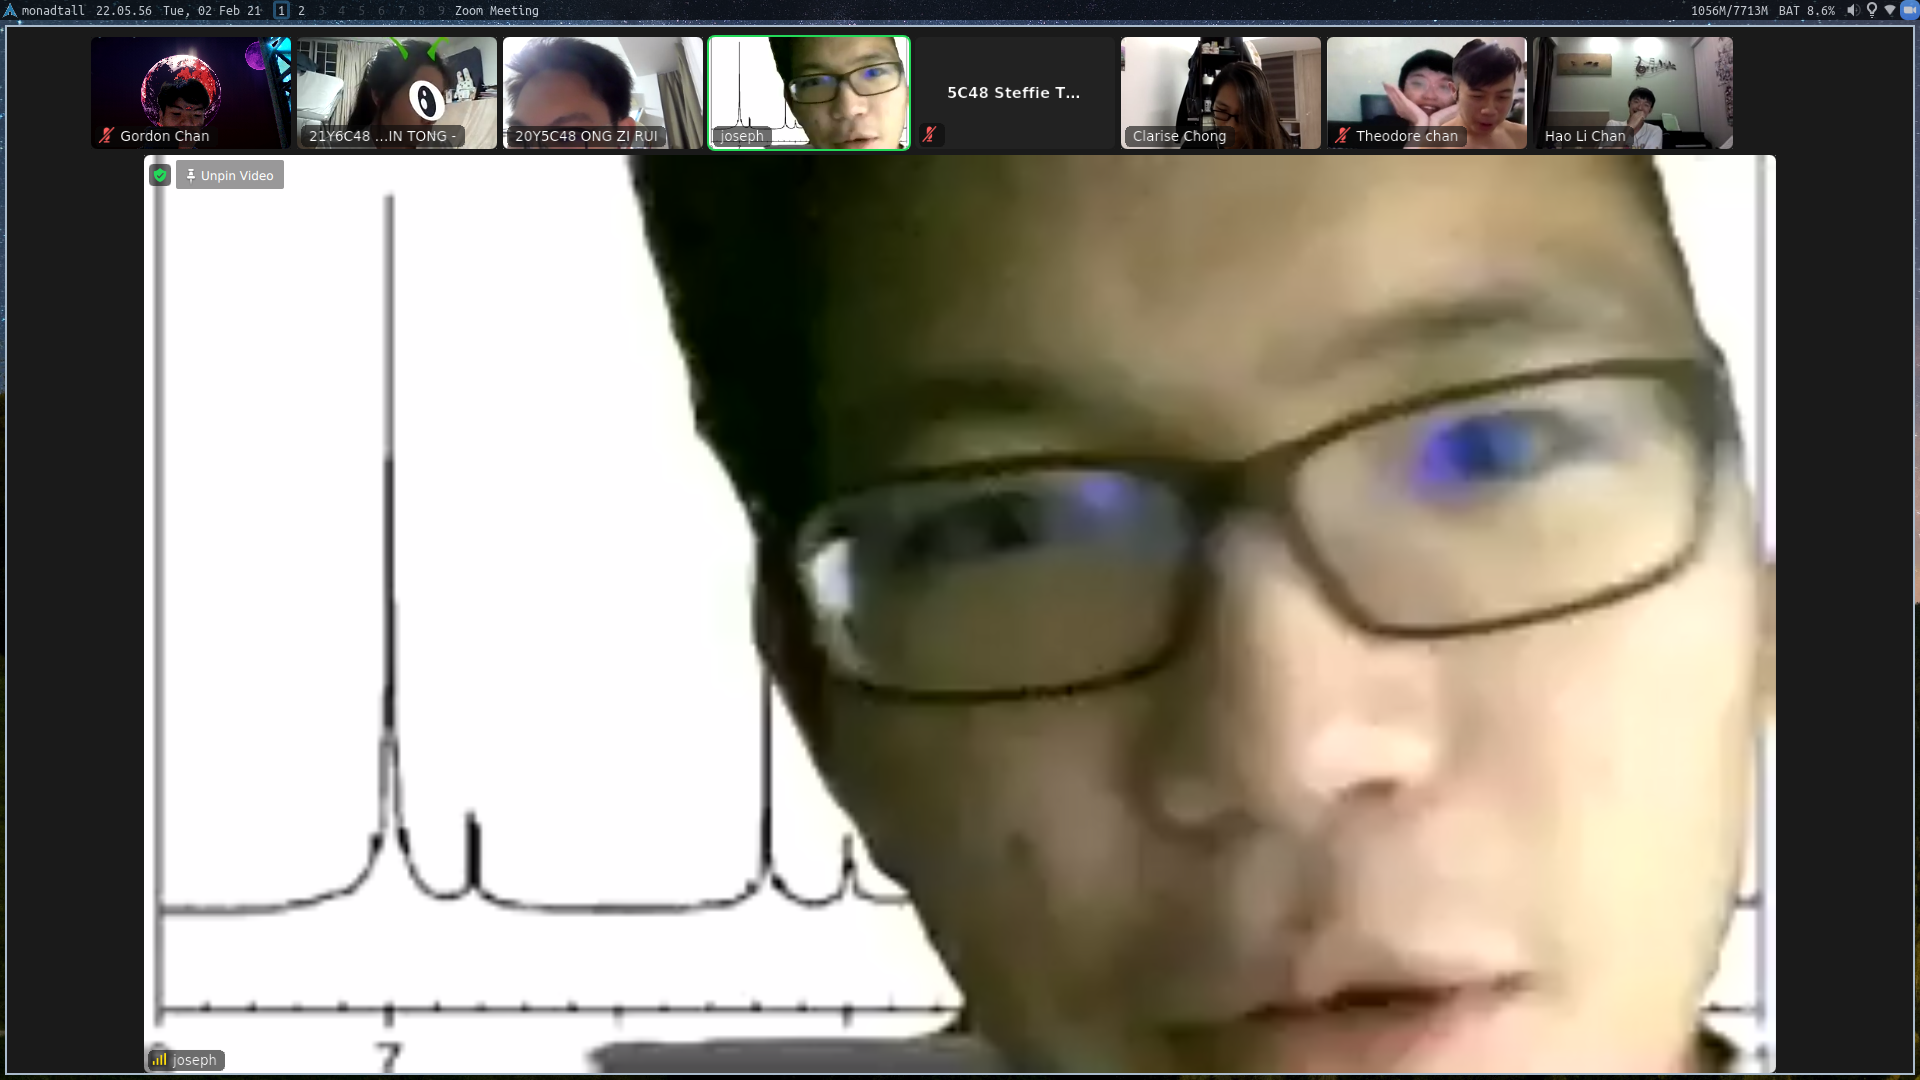 monadtall 22.05.56 Tue, 02 Feb 21 1 2 3 4 5 6 7 8 9 Zoom Meeting 1056M/7713M BAT 8.6%
5C48 Steffie T...
Gordon Chan
21Y6C48 ...IN TONG -
20Y5C48 ONG ZI RUI
joseph
Clarise Chong
Theodore chan
Hao Li Chan
Unpin Video
7
joseph